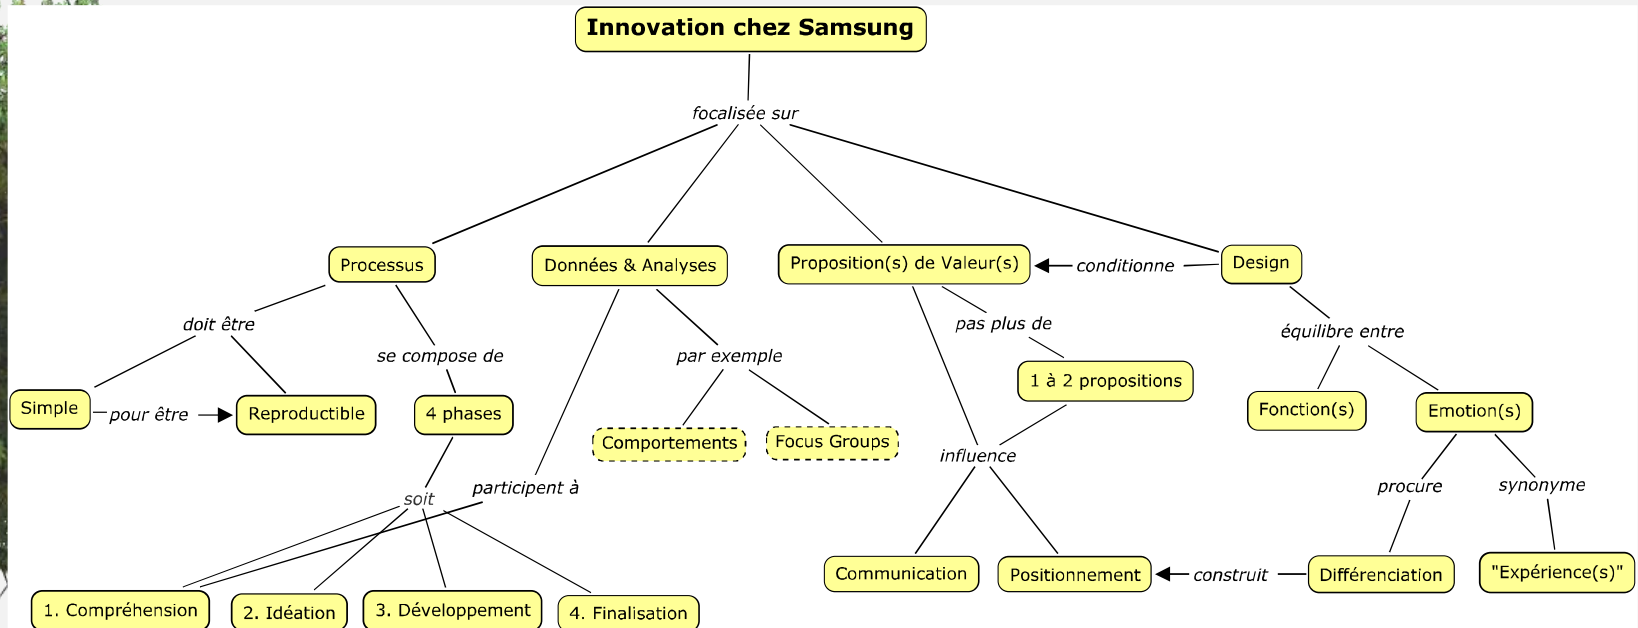 Innovation chez Samsung
focalisée sur
Processus
Données & Analyses
Proposition(s) de Valeur(s)
conditionne
Design
doit être
pas plus de
équilibre entre
se compose de
par exemple
1 à 2 propositions
Simple
pour être
Reproductible
4 phases
Fonction(s)
Emotion(s)
Comportements
Focus Groups
influence
soit
participent à
procure
synonyme
Communication
Positionnement
construit
Différenciation
"Expérience(s)"
1. Compréhension
2. Idéation
3. Développement
4. Finalisation